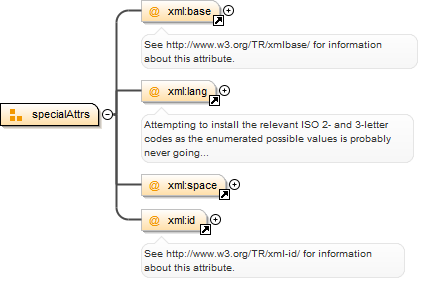 @ xml:base
See http://www.w3.org/TR/xmlbase/ for information
about this attribute.
@ xml:lang
Attempting to install the relevant ISO 2- and 3-letter
codes as the enumerated possible values is probably
never going...
specialAttrs
@ xml:space
@ xml:id
See http://www.w3.org/TR/xml-id/ for information
about this attribute.